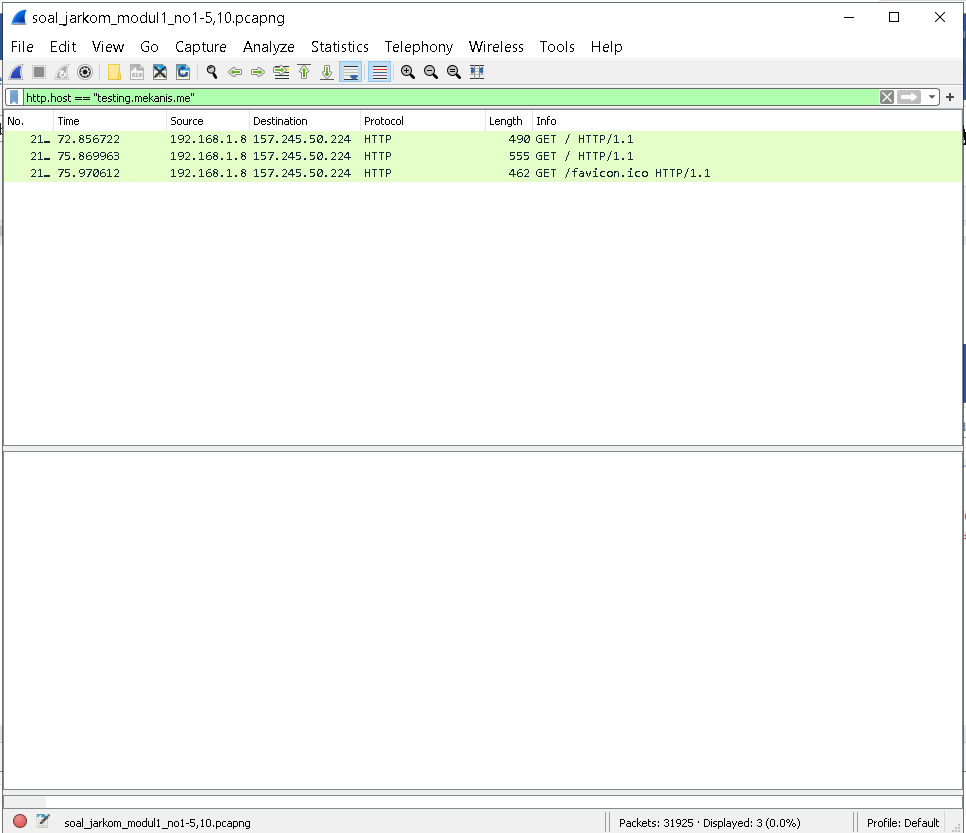 soal_jarkom_modul1_no1-5,10.pcapng
File Edit View Go Capture Analyze Statistics Telephony Wireless Tools Help
http.host == "testing.mekanis.me"
No. Time Source Destination Protocol Length Info
21… 72.856722 192.168.1.8 157.245.50.224 HTTP 490 GET / HTTP/1.1
21… 75.869963 192.168.1.8 157.245.50.224 HTTP 555 GET / HTTP/1.1
21… 75.970612 192.168.1.8 157.245.50.224 HTTP 462 GET /favicon.ico HTTP/1.1
soal_jarkom_modul1_no1-5,10.pcapng Packets: 31925 · Displayed: 3 (0.0%) Profile: Default